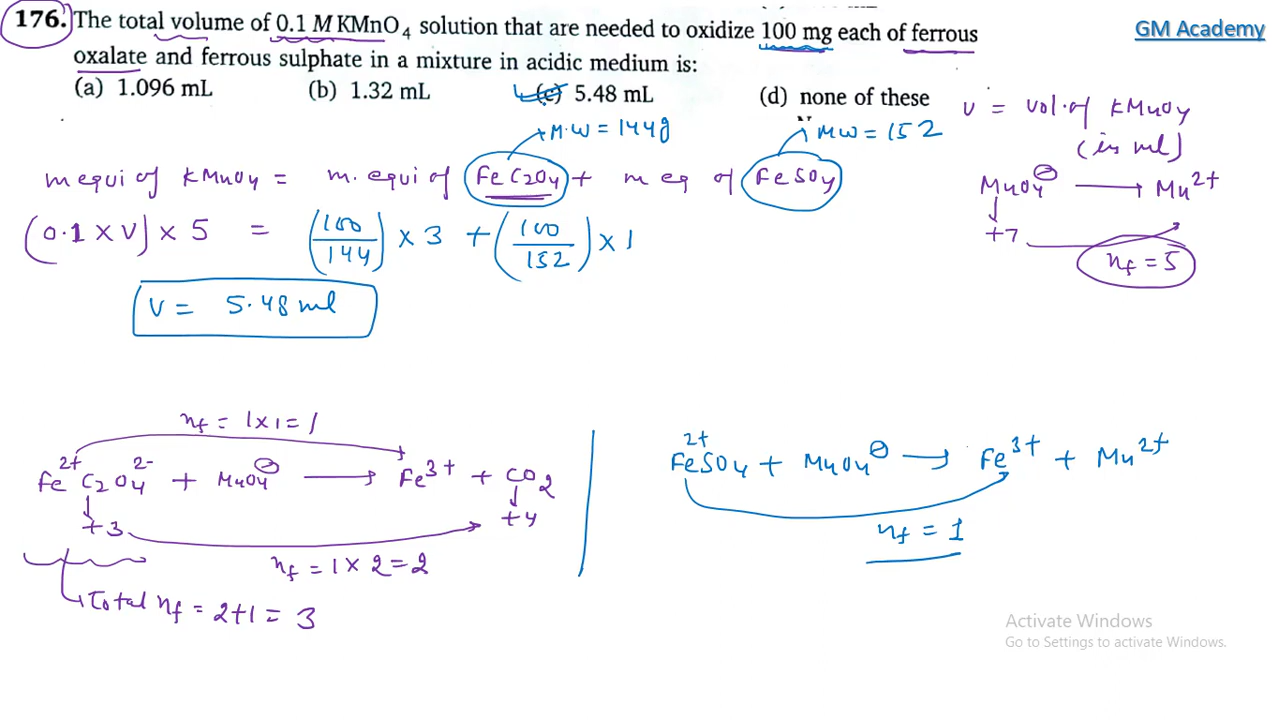 176. The total volume of 0.1 M KMnO₄ solution that are needed to oxidize 100 mg each of ferrous
oxalate and ferrous sulphate in a mixture in acidic medium is:
(a) 1.096 mL (b) 1.32 mL (c) 5.48 mL (d) none of these
GM Academy
M.W = 144g
MW = 152
V = vol. of KMnO4
(in ml)
m equi of KMnO4 = m. equi of FeC2O4 + m eq of FeSO4
(0.1 × V) × 5 = (100/144) × 3 + (100/152) × 1
V = 5.48 ml
MnO4⊖ → Mn2+
+7
nf = 5
nf = 1×1 = 1
Fe2+ C2O4 2- + MnO4⊖ → Fe3+ + CO2
+3
+4
nf = 1 × 2 = 2
Total nf = 2+1 = 3
2+
FeSO4 + MnO4⊖ → Fe3+ + Mn2+
nf = 1
Activate Windows
Go to Settings to activate Windows.